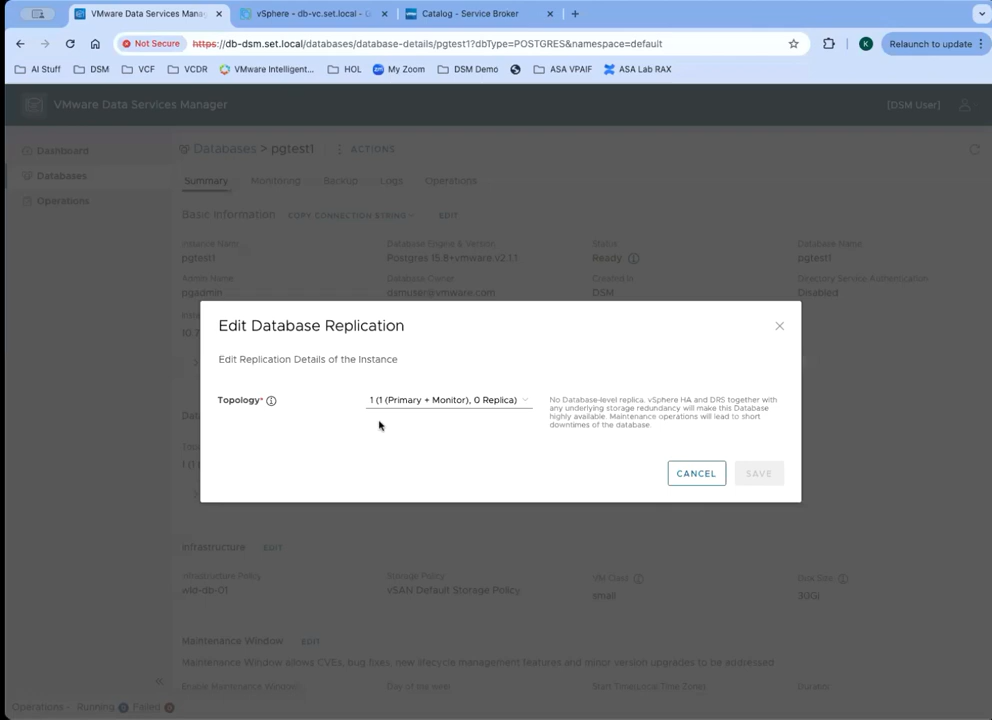 VMware Data Services Mana
vSphere - db-vc.set.local - D
Catalog - Service Broker
Not Secure
https://db-dsm.set.local/databases/database-details/pgtest1?dbType=POSTGRES&namespace=default
K
Relaunch to update
AI Stuff
DSM
VCF
VCDR
VMware Intelligent...
HOL
My Zoom
DSM Demo
ASA VPAIF
ASA Lab RAX
VMware Data Services Manager
[DSM User]
Dashboard
Databases
Operations
Databases > pgtest1
ACTIONS
Summary
Monitoring
Backup
Logs
Operations
Basic Information
COPY CONNECTION STRING
EDIT
Instance Name
Database Engine & Version
Status
Database Name
pgtest1
Postgres 15.8+vmware.v2.1.1
Ready
pgtest1
Admin Name
Database Owner
Created In
Directory Service Authentication
pgadmin
dsmuser@vmware.com
DSM
Disabled
Edit Database Replication
Edit Replication Details of the Instance
Topology*
1 (1 (Primary + Monitor), 0 Replica)
No Database-level replica. vSphere HA and DRS together with
any underlying storage redundancy will make this Database
highly available. Maintenance operations will lead to short
downtimes of the database.
CANCEL
SAVE
Infrastructure
EDIT
Infrastructure Policy
Storage Policy
VM Class
Disk Size
wld-db-01
vSAN Default Storage Policy
small
30Gi
Maintenance Window
EDIT
Maintenance Window allows CVEs, bug fixes, new lifecycle management features and minor version upgrades to be addressed
Enable Maintenance Window
Day of the week
Start Time(Local Time Zone)
Duration
Operations - Running 0 Failed 0